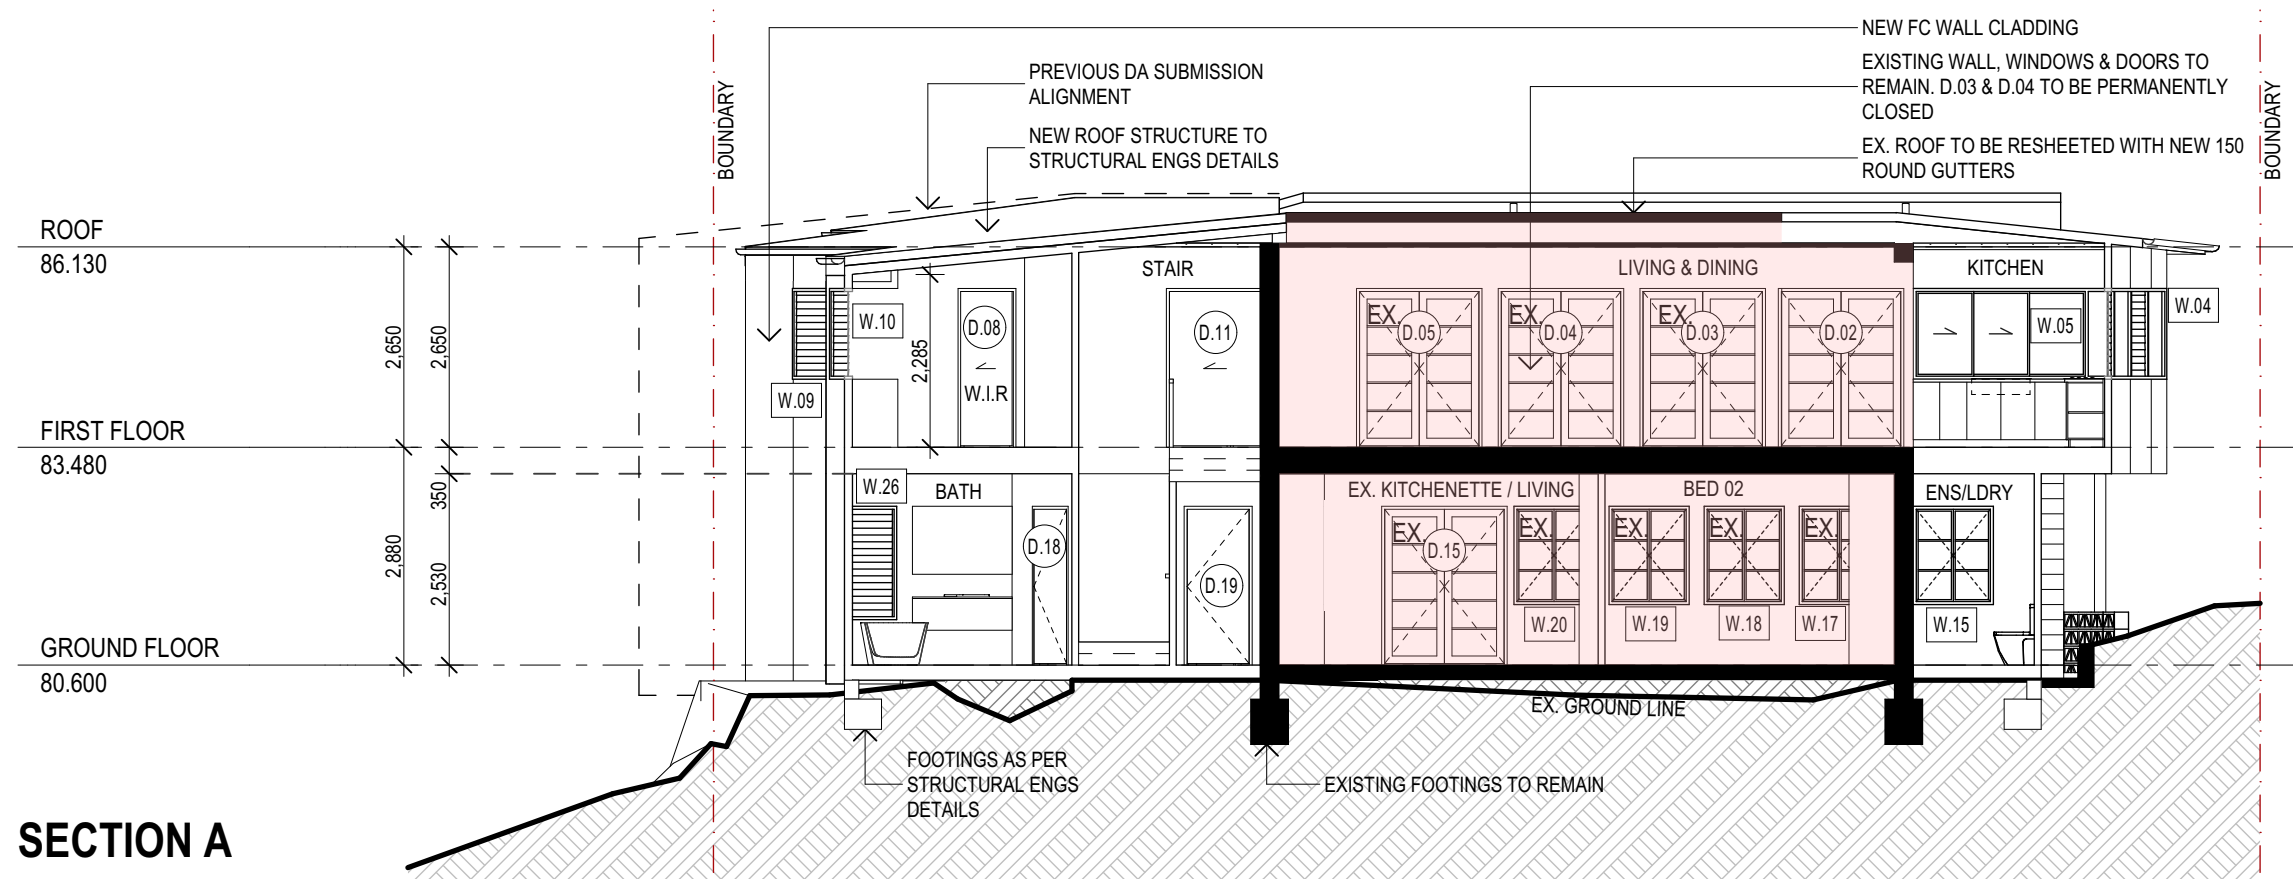 NEW FC WALL CLADDING
EXISTING WALL, WINDOWS & DOORS TO
REMAIN. D.03 & D.04 TO BE PERMANENTLY
CLOSED
EX. ROOF TO BE RESHEETED WITH NEW 150
ROUND GUTTERS
PREVIOUS DA SUBMISSION
ALIGNMENT
NEW ROOF STRUCTURE TO
STRUCTURAL ENGS DETAILS
BOUNDARY
BOUNDARY
ROOF
86.130
FIRST FLOOR
83.480
GROUND FLOOR
80.600
2,650
2,650
2,285
350
2,880
2,530
STAIR
LIVING & DINING
KITCHEN
W.10
D.08
W.I.R
W.09
D.11
EX.
D.05
EX.
D.04
EX.
D.03
D.02
W.05
W.04
W.26
BATH
D.18
D.19
EX. KITCHENETTE / LIVING
BED 02
ENS/LDRY
EX.
D.15
EX.
W.20
EX.
W.19
EX.
W.18
EX.
W.17
W.15
EX. GROUND LINE
FOOTINGS AS PER
STRUCTURAL ENGS
DETAILS
EXISTING FOOTINGS TO REMAIN
SECTION A